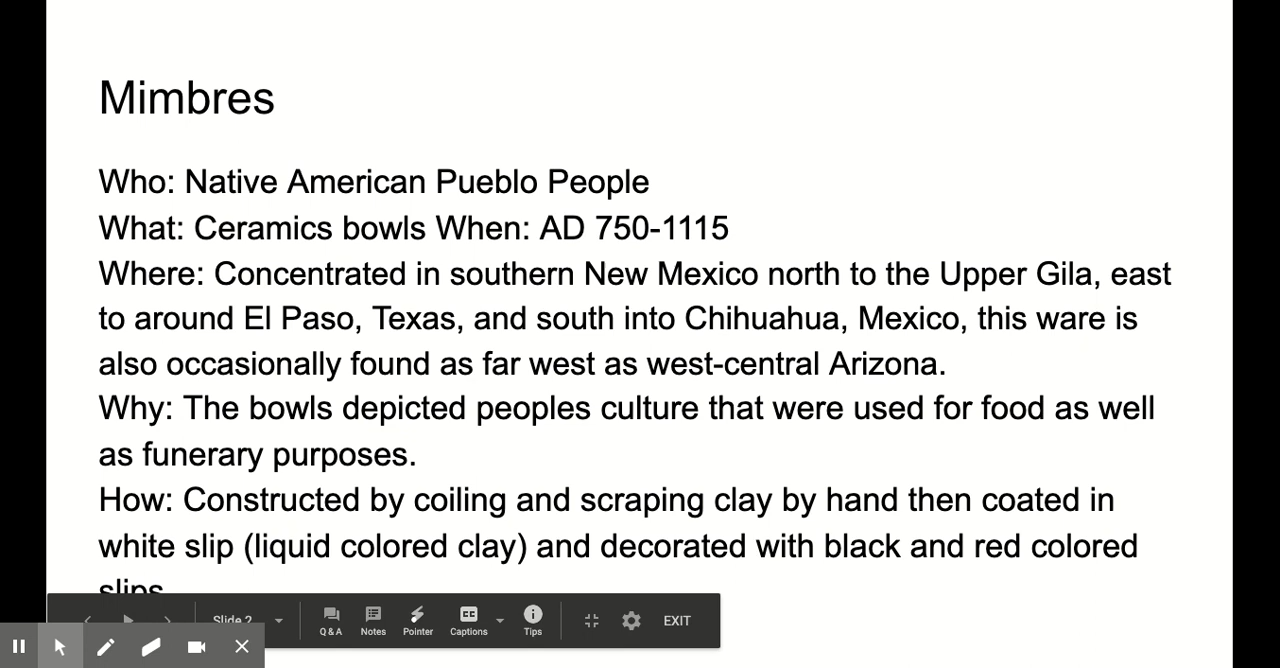 Mimbres
Who: Native American Pueblo People
What: Ceramics bowls When: AD 750-1115
Where: Concentrated in southern New Mexico north to the Upper Gila, east
to around El Paso, Texas, and south into Chihuahua, Mexico, this ware is
also occasionally found as far west as west-central Arizona.
Why: The bowls depicted peoples culture that were used for food as well
as funerary purposes.
How: Constructed by coiling and scraping clay by hand then coated in
white slip (liquid colored clay) and decorated with black and red colored
slips
Slide 2
Q & A Notes Pointer CC Captions Tips EXIT